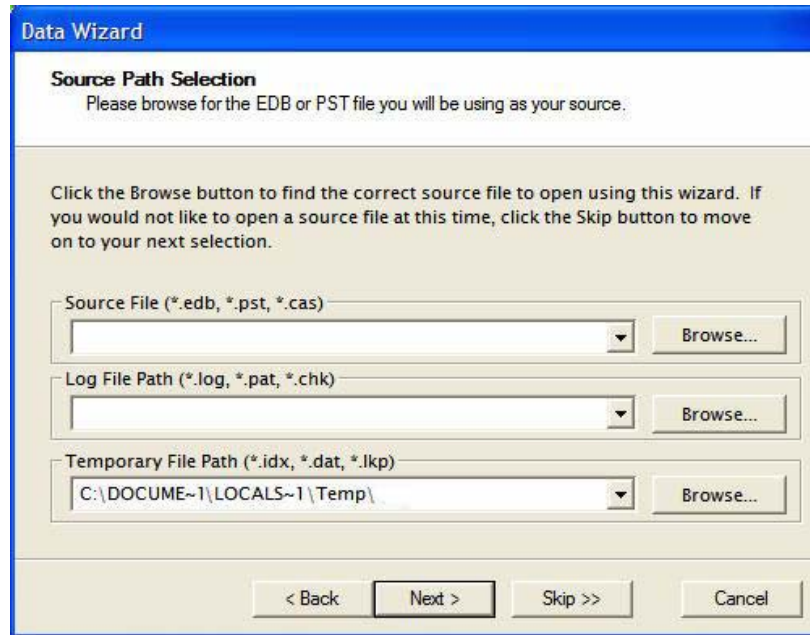 Data Wizard
Source Path Selection
Please browse for the EDB or PST file you will be using as your source.
Click the Browse button to find the correct source file to open using this wizard. If
you would not like to open a source file at this time, click the Skip button to move
on to your next selection.
Source File (*.edb, *.pst, *.cas)
Browse...
Log File Path (*.log, *.pat, *.chk)
Browse...
Temporary File Path (*.idx, *.dat, *.lkp)
C:\DOCUME~1\LOCALS~1\Temp\
Browse...
< Back
Next >
Skip >>
Cancel